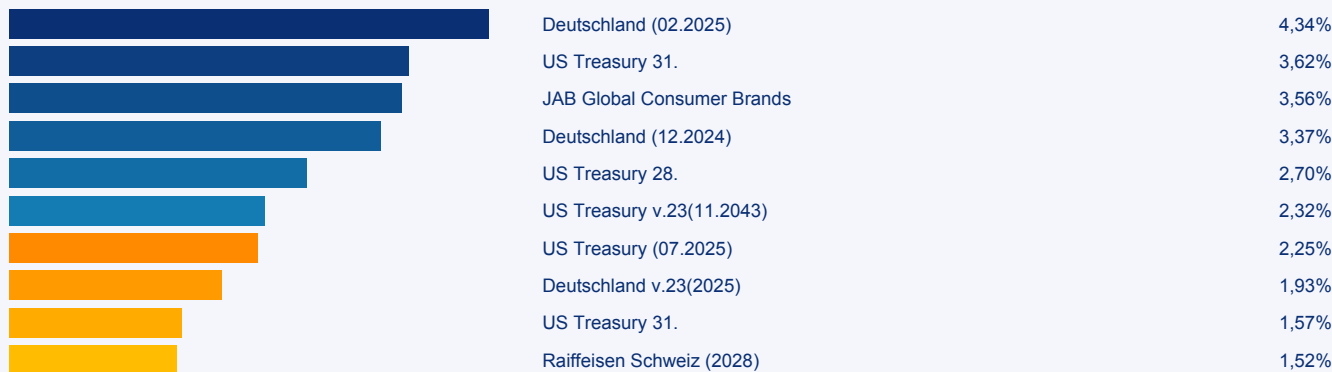 Deutschland (02.2025) 4,34%
US Treasury 31. 3,62%
JAB Global Consumer Brands 3,56%
Deutschland (12.2024) 3,37%
US Treasury 28. 2,70%
US Treasury v.23(11.2043) 2,32%
US Treasury (07.2025) 2,25%
Deutschland v.23(2025) 1,93%
US Treasury 31. 1,57%
Raiffeisen Schweiz (2028) 1,52%